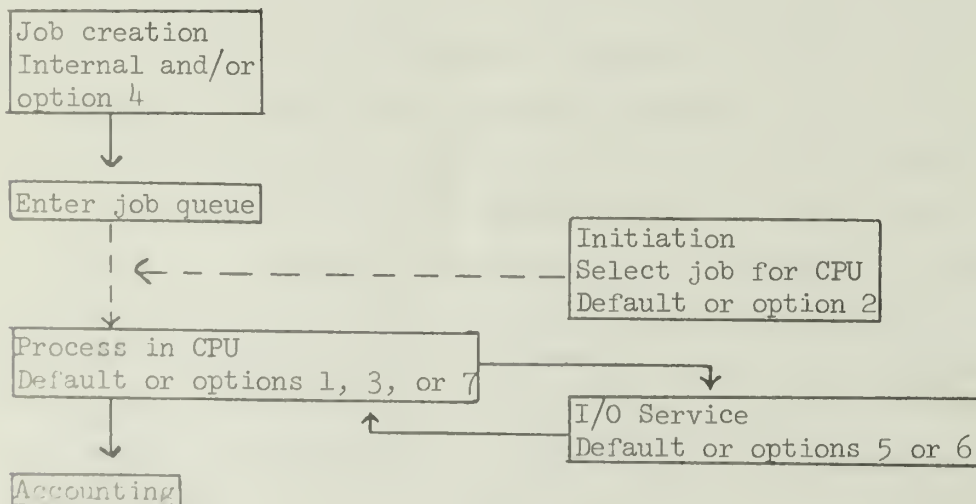 Job creation
Internal and/or
option 4
Enter job queue
Initiation
Select job for CPU
Default or option 2
Process in CPU
Default or options 1, 3, or 7
I/O Service
Default or options 5 or 6
Accounting